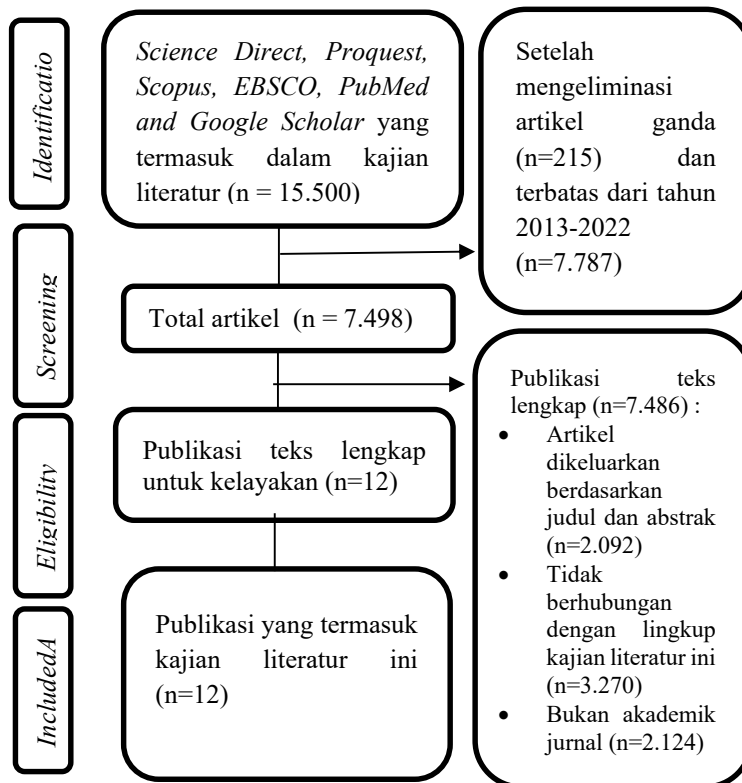 Identificatio
Science Direct, Proquest,
Scopus, EBSCO, PubMed
and Google Scholar yang
termasuk dalam kajian
literatur (n = 15.500)
Setelah
mengeliminasi
artikel ganda
(n=215) dan
terbatas dari tahun
2013-2022
(n=7.787)
Screening
Total artikel (n = 7.498)
Publikasi teks
lengkap (n=7.486) :
• Artikel
dikeluarkan
berdasarkan
judul dan abstrak
(n=2.092)
• Tidak
berhubungan
dengan lingkup
kajian literatur ini
(n=3.270)
• Bukan akademik
jurnal (n=2.124)
Eligibility
Publikasi teks lengkap
untuk kelayakan (n=12)
IncludedA
Publikasi yang termasuk
kajian literatur ini
(n=12)